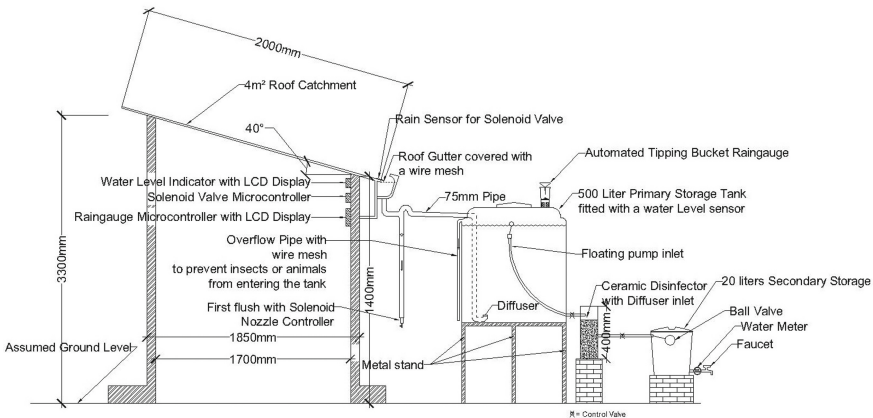 2000mm
4m² Roof Catchment
Rain Sensor for Solenoid Valve
40°
Roof Gutter covered with
a wire mesh
Automated Tipping Bucket Raingauge
Water Level Indicator with LCD Display
Solenoid Valve Microcontroller
Raingauge Microcontroller with LCD Display
75mm Pipe
500 Liter Primary Storage Tank
fitted with a water Level sensor
Overflow Pipe with
wire mesh
to prevent insects or animals
from entering the tank
Floating pump inlet
3300mm
1400mm
Ceramic Disinfector
with Diffuser inlet
20 liters Secondary Storage
First flush with Solenoid
Nozzle Controller
Diffuser
Ball Valve
Water Meter
Faucet
400mm
1850mm
Assumed Ground Level
1700mm
Metal stand
= Control Valve